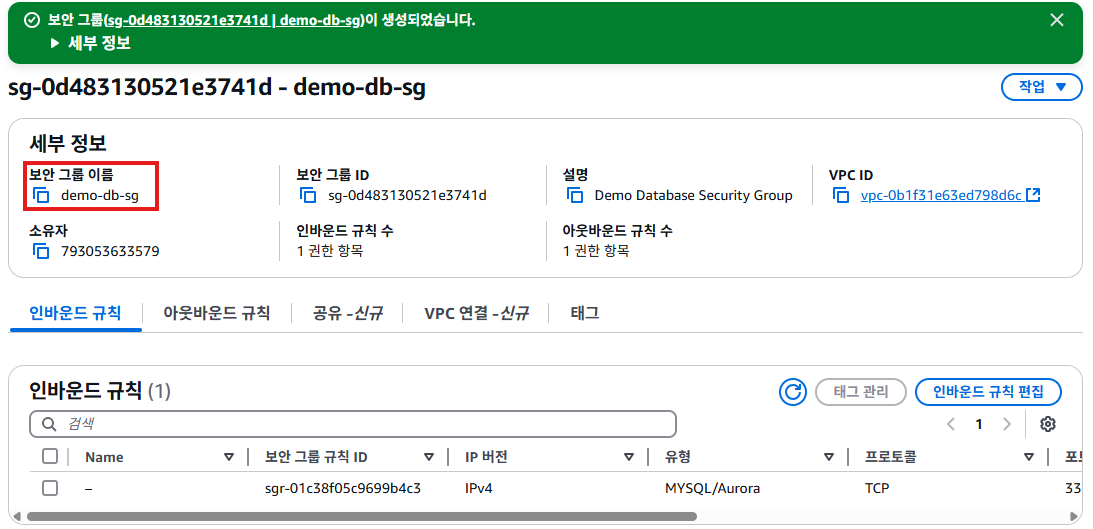 보안 그룹(sg-0d483130521e3741d | demo-db-sg)이 생성되었습니다.
세부 정보
sg-0d483130521e3741d - demo-db-sg
작업
세부 정보
보안 그룹 이름
demo-db-sg
보안 그룹 ID
sg-0d483130521e3741d
설명
Demo Database Security Group
VPC ID
vpc-0b1f31e63ed798d6c
소유자
793053633579
인바운드 규칙 수
1 권한 항목
아웃바운드 규칙 수
1 권한 항목
인바운드 규칙 아웃바운드 규칙 공유 -신규 VPC 연결 -신규 태그
인바운드 규칙 (1)
태그 관리 인바운드 규칙 편집
검색
1
Name 보안 그룹 규칙 ID IP 버전 유형 프로토콜
– sgr-01c38f05c9699b4c3 IPv4 MYSQL/Aurora TCP 33